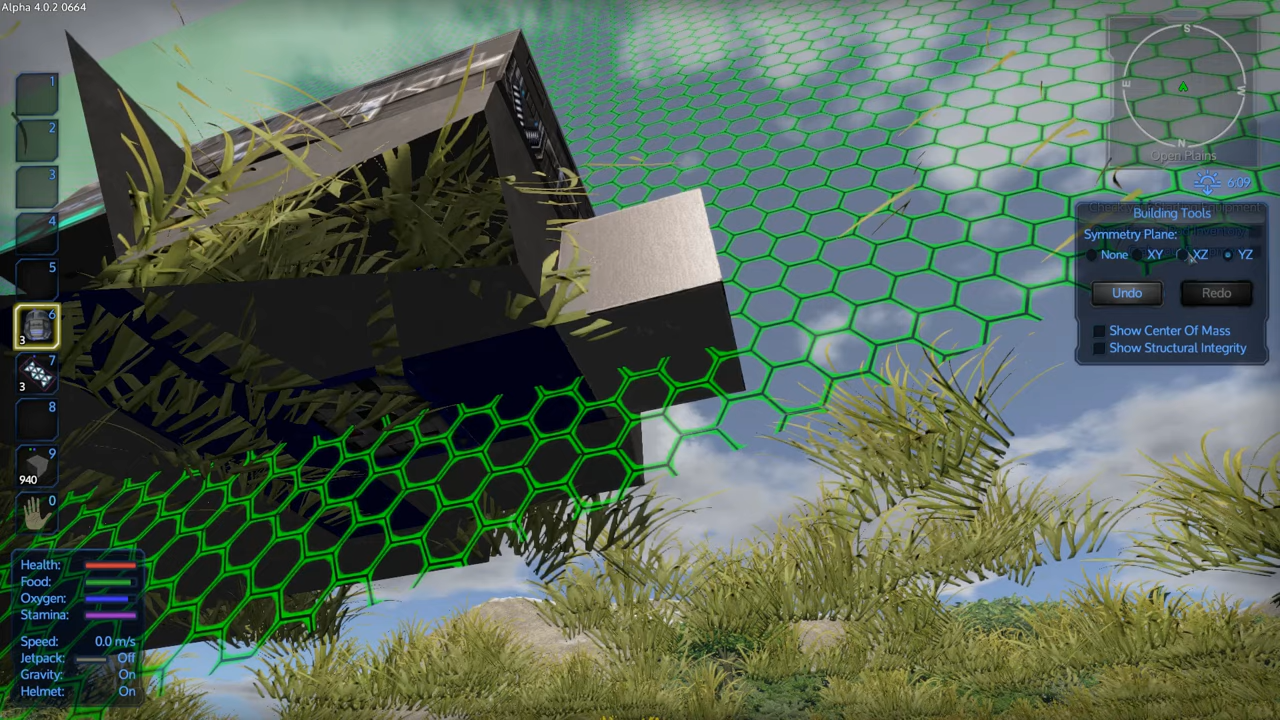 Alpha 4.0.2 0664
S
E
W
N
Open Plains
6:09
Building Tools
Symmetry Plane:
None XY XZ YZ
Undo Redo
Show Center Of Mass
Show Structural Integrity
1
2
3
4
5
6
3
7
3
8
9
940
0
Health:
Food:
Oxygen:
Stamina:
Speed: 0.0 m/s
Jetpack: Off
Gravity: On
Helmet: On